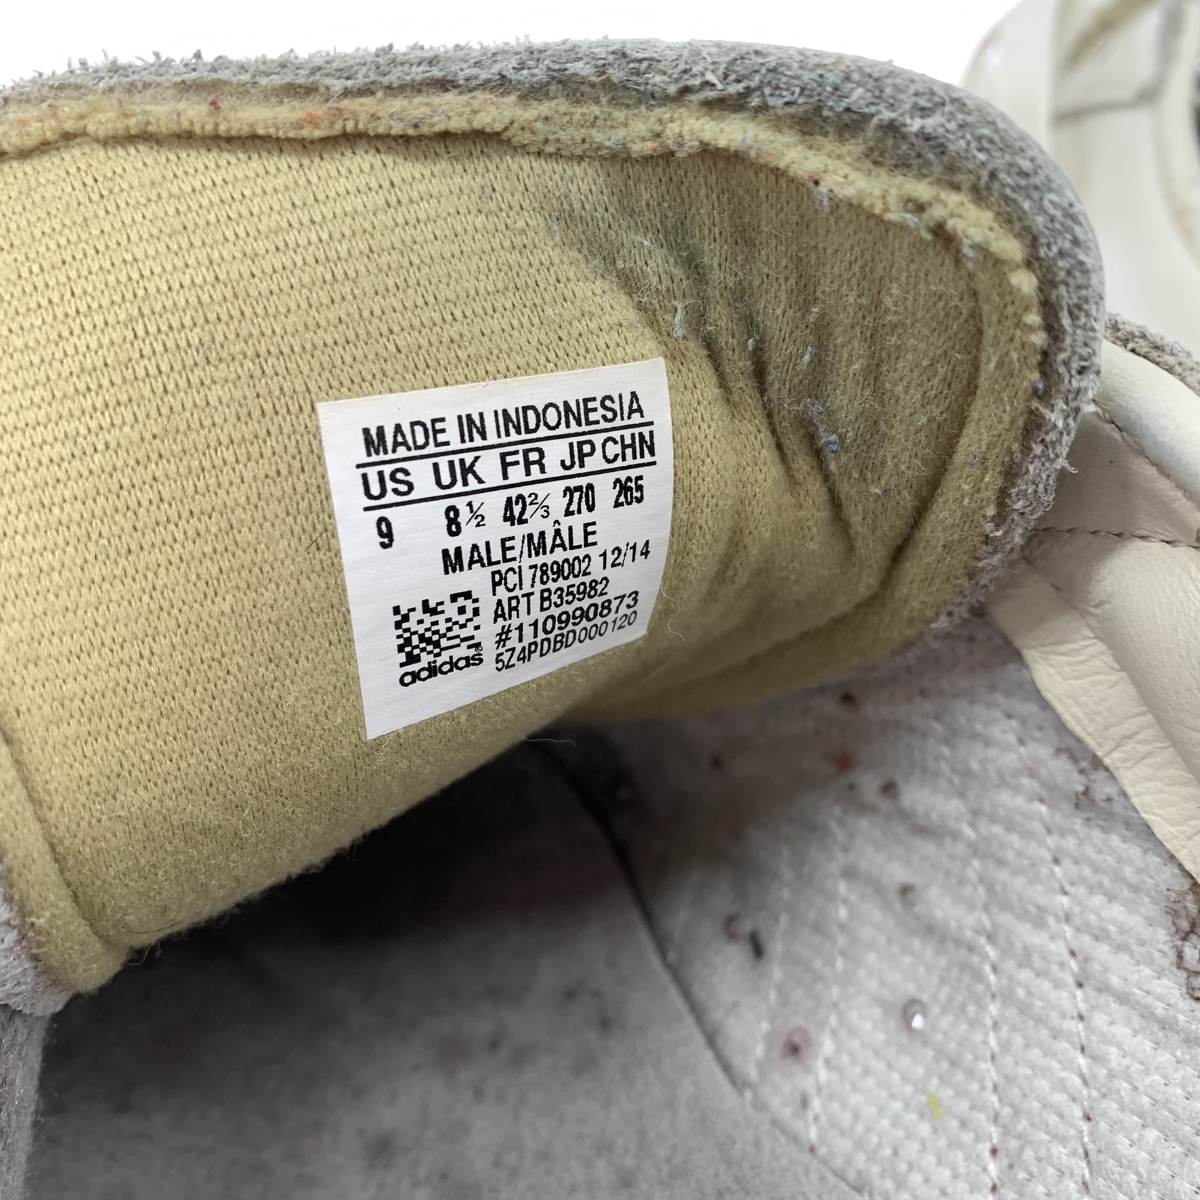 MADE IN INDONESIA
US UK FR JP CHN
9 8½ 42⅔ 270 265
MALE/MÂLE
PCI 789002 12/14
ART B35982
#110990873
adidas® 5Z4PDBD000120